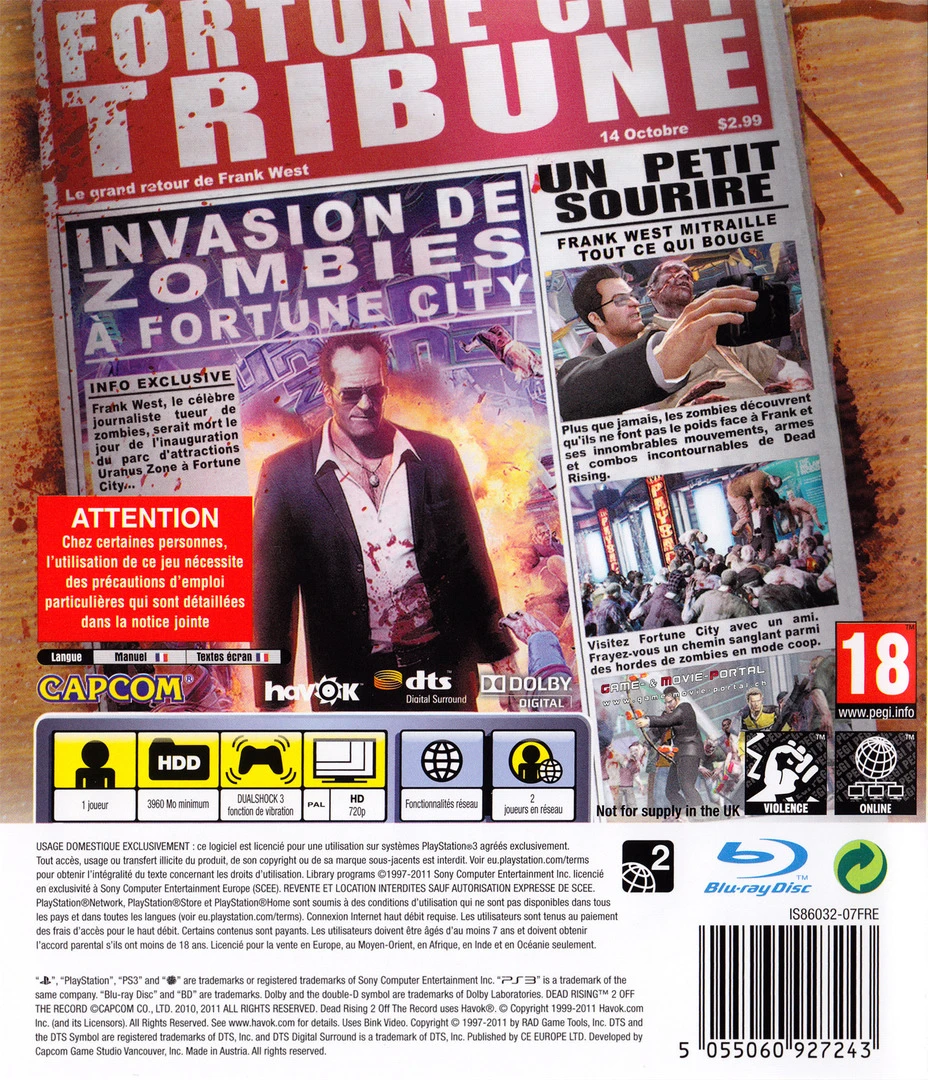 FORTUNE CITY
TRIBUNE
14 Octobre $2.99
Le grand retour de Frank West
INVASION DE
ZOMBIES
À FORTUNE CITY
INFO EXCLUSIVE
Frank West, le célèbre
journaliste tueur de
zombies, serait mort le
jour de l'inauguration
du parc d'attractions
Uranus Zone à Fortune
City...
UN PETIT
SOURIRE
FRANK WEST MITRAILLE
TOUT CE QUI BOUGE
Plus que jamais, les zombies découvrent
qu'ils ne font pas le poids face à Frank et
ses innombrables mouvements, armes
et combos incontournables de Dead
Rising.
PAYBAC
Visitez Fortune City avec un ami.
Frayez-vous un chemin sanglant parmi
des hordes de zombies en mode coop.
GAME- & MOVIE-PORTAL
www.game-movie-portal.ch
ATTENTION
Chez certaines personnes,
l'utilisation de ce jeu nécessite
des précautions d'emploi
particulières qui sont détaillées
dans la notice jointe
Langue Manuel Textes écran
CAPCOM®
havok™
dts™
Digital Surround
DOLBY
DIGITAL
18
www.pegi.info
VIOLENCE
ONLINE
Not for supply in the UK
1 joueur
HDD
3960 Mo minimum
DUALSHOCK 3
fonction de vibration
PAL
HD
720p
Fonctionnalités réseau
2
joueurs en réseau
USAGE DOMESTIQUE EXCLUSIVEMENT : ce logiciel est licencié pour une utilisation sur systèmes PlayStation®3 agréés exclusivement.
Tout accès, usage ou transfert illicite du produit, de son copyright ou de sa marque sous-jacents est interdit. Voir eu.playstation.com/terms
pour obtenir l'intégralité du texte concernant les droits d'utilisation. Library programs ©1997-2011 Sony Computer Entertainment Inc. licencié
en exclusivité à Sony Computer Entertainment Europe (SCEE). REVENTE ET LOCATION INTERDITES SAUF AUTORISATION EXPRESSE DE SCEE.
PlayStation®Network, PlayStation®Store et PlayStation®Home sont soumis à des conditions d'utilisation qui ne sont pas disponibles dans tous
les pays et dans toutes les langues (voir eu.playstation.com/terms). Connexion Internet haut débit requise. Les utilisateurs sont tenus au paiement
des frais d'accès pour le haut débit. Certains contenus sont payants. Les utilisateurs doivent être âgés d'au moins 7 ans et doivent obtenir
l'accord parental s'ils ont moins de 18 ans. Licencié pour la vente en Europe, au Moyen-Orient, en Afrique, en Inde et en Océanie seulement.
2
Blu-ray Disc™
IS86032-07FRE
" ", "PlayStation", "PS3" and " " are trademarks or registered trademarks of Sony Computer Entertainment Inc. "PS3" is a trademark of the
same company. "Blu-ray Disc" and "BD" are trademarks. Dolby and the double-D symbol are trademarks of Dolby Laboratories. DEAD RISING™ 2 OFF
THE RECORD ©CAPCOM CO., LTD. 2010, 2011 ALL RIGHTS RESERVED. Dead Rising 2 Off The Record uses Havok®. © Copyright 1999-2011 Havok.com
Inc. (and its Licensors). All Rights Reserved. See www.havok.com for details. Uses Bink Video. Copyright © 1997-2011 by RAD Game Tools, Inc. DTS and
the DTS Symbol are registered trademarks of DTS, Inc. and DTS Digital Surround is a trademark of DTS, Inc. Published by CE EUROPE LTD. Developed by
Capcom Game Studio Vancouver, Inc. Made in Austria. All rights reserved.
5 055060 927243